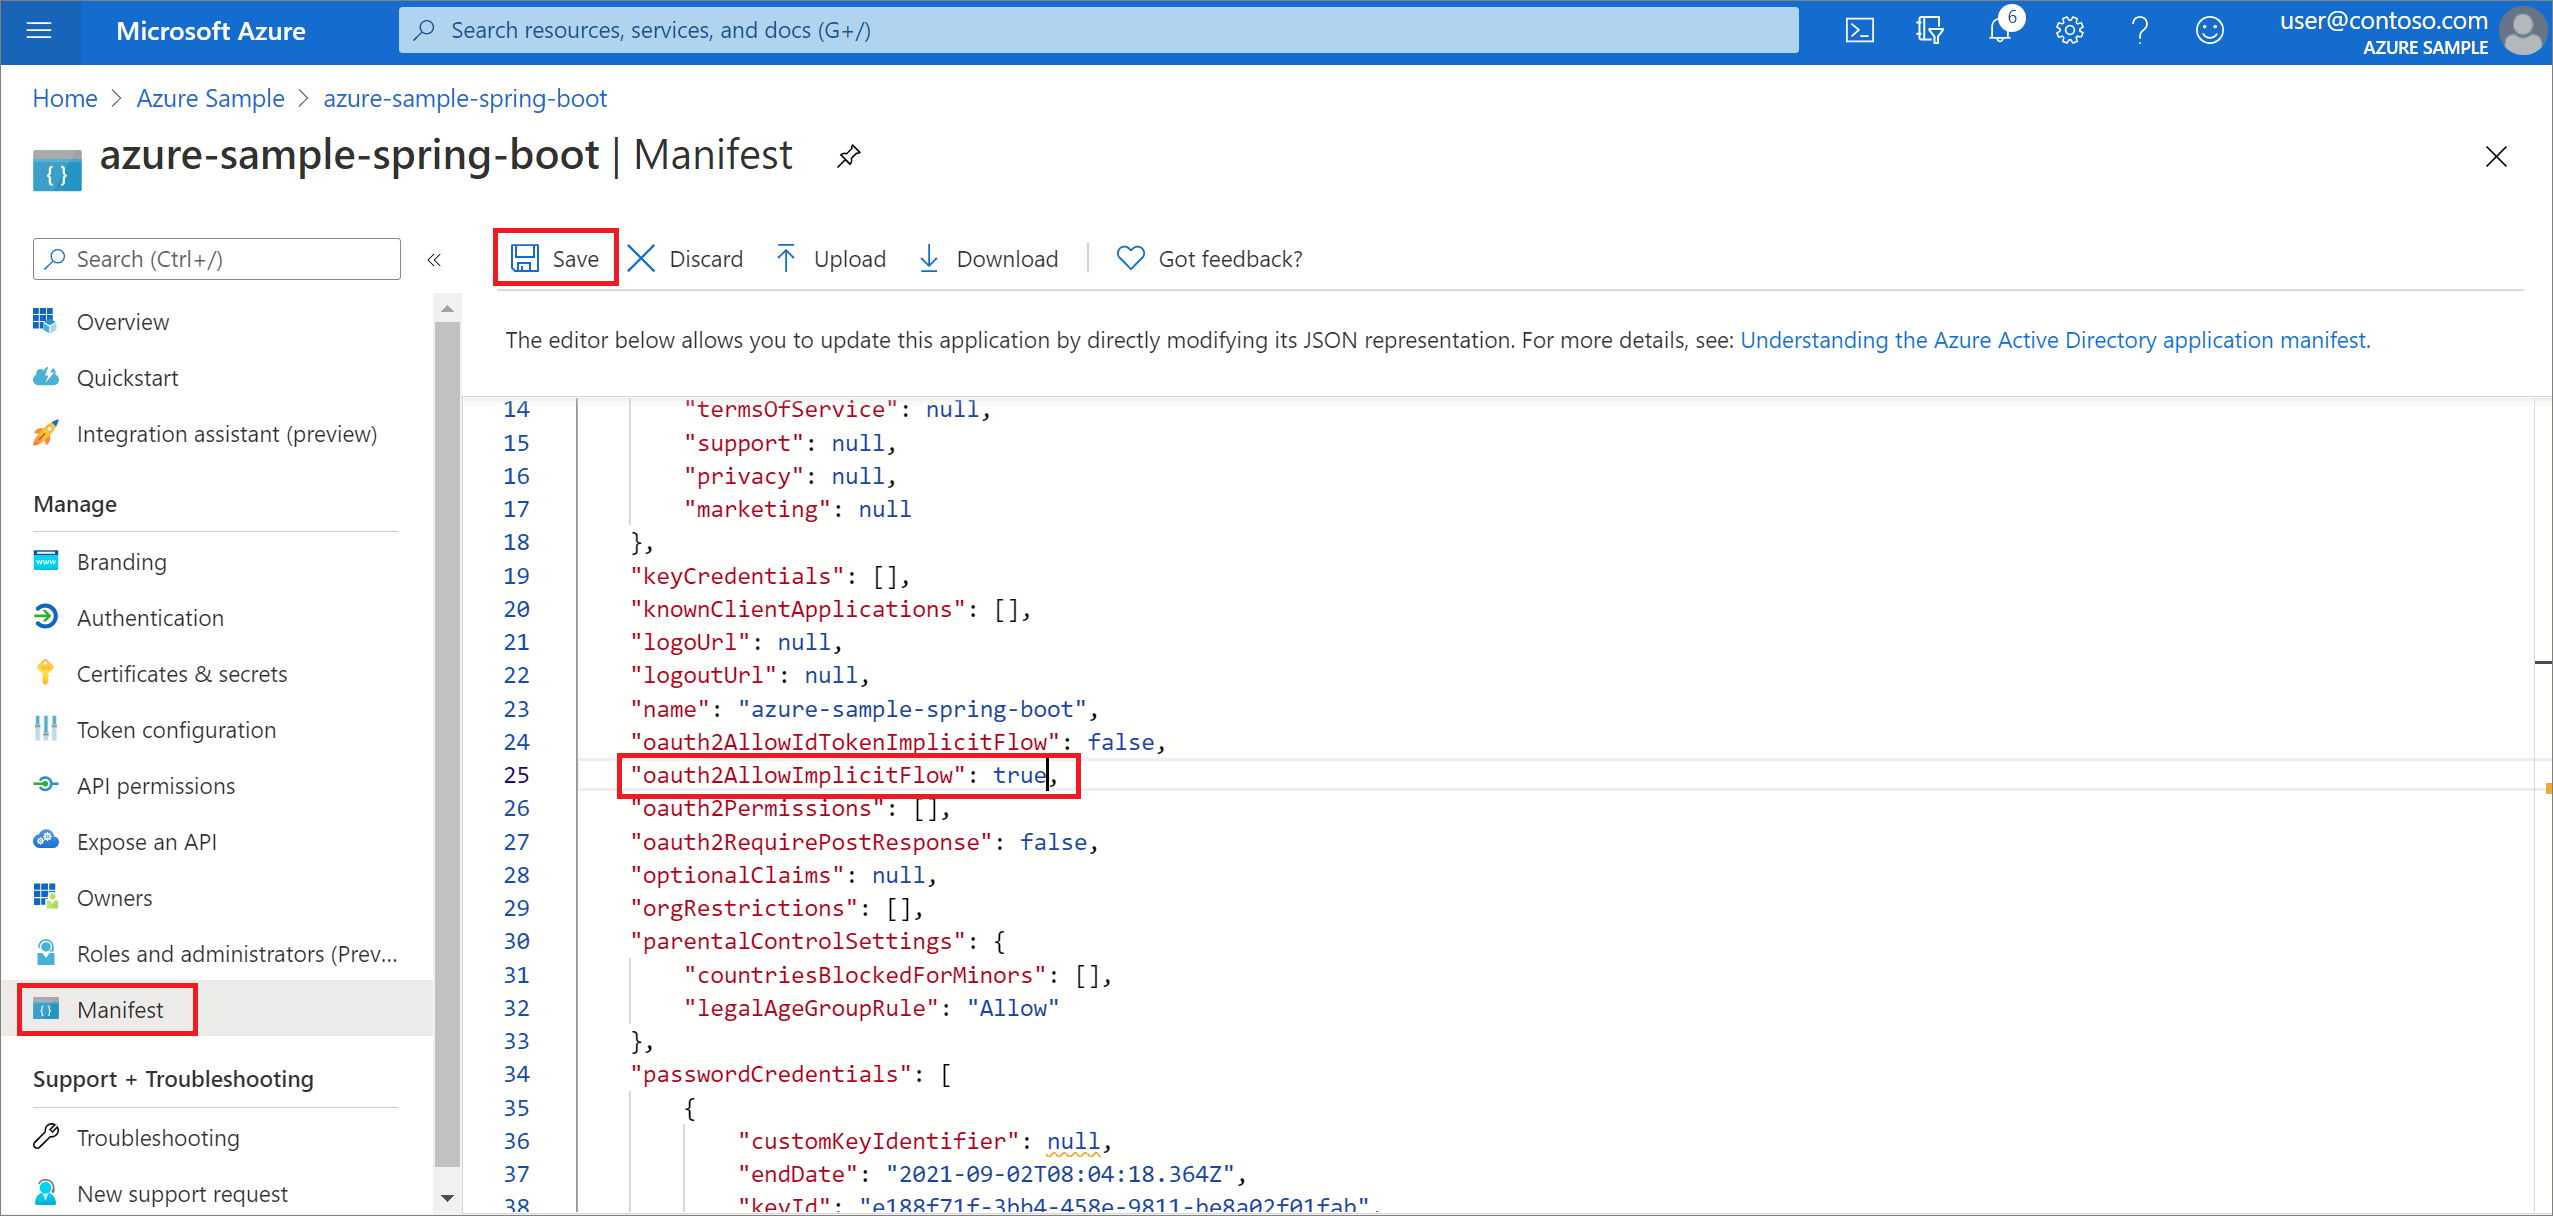 Microsoft Azure
Search resources, services, and docs (G+/)
6
user@contoso.com
AZURE SAMPLE
Home > Azure Sample > azure-sample-spring-boot
azure-sample-spring-boot | Manifest
Search (Ctrl+/)
«
Overview
Quickstart
Integration assistant (preview)
Manage
Branding
Authentication
Certificates & secrets
Token configuration
API permissions
Expose an API
Owners
Roles and administrators (Prev...
Manifest
Support + Troubleshooting
Troubleshooting
New support request
Save
Discard
Upload
Download
Got feedback?
The editor below allows you to update this application by directly modifying its JSON representation. For more details, see: Understanding the Azure Active Directory application manifest.
14 "termsOfService": null,
15 "support": null,
16 "privacy": null,
17 "marketing": null
18 },
19 "keyCredentials": [],
20 "knownClientApplications": [],
21 "logoUrl": null,
22 "logoutUrl": null,
23 "name": "azure-sample-spring-boot",
24 "oauth2AllowIdTokenImplicitFlow": false,
25 "oauth2AllowImplicitFlow": true,
26 "oauth2Permissions": [],
27 "oauth2RequirePostResponse": false,
28 "optionalClaims": null,
29 "orgRestrictions": [],
30 "parentalControlSettings": {
31 "countriesBlockedForMinors": [],
32 "legalAgeGroupRule": "Allow"
33 },
34 "passwordCredentials": [
35 {
36 "customKeyIdentifier": null,
37 "endDate": "2021-09-02T08:04:18.364Z",
38 "keyId": "e188f71f-3bb4-458e-9811-be8a02f01fab",